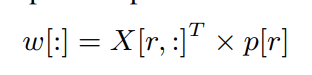 w[:] = X[r, :]^T × p[r]